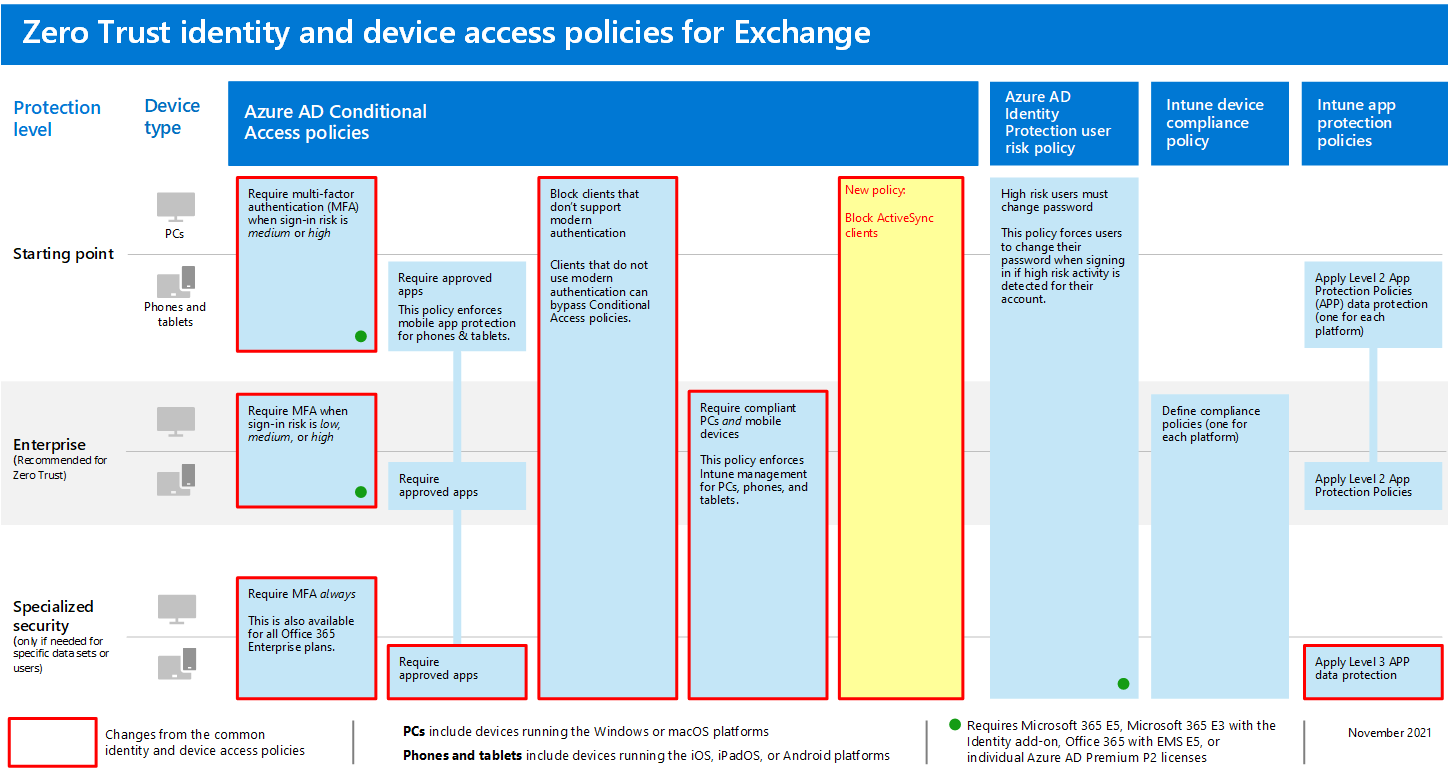 Zero Trust identity and device access policies for Exchange
Protection
level
Device
type
Azure AD Conditional
Access policies
Azure AD
Identity
Protection user
risk policy
Intune device
compliance
policy
Intune app
protection
policies
Starting point
PCs
Phones and
tablets
Require multi-factor
authentication (MFA)
when sign-in risk is
medium or high
Require approved
apps
This policy enforces
mobile app protection
for phones & tablets.
Block clients that
don't support
modern
authentication
Clients that do not
use modern
authentication can
bypass Conditional
Access policies.
New policy:
Block ActiveSync
clients
High risk users must
change password
This policy forces users
to change their
password when signing
in if high risk activity is
detected for their
account.
Apply Level 2 App
Protection Policies
(APP) data protection
(one for each
platform)
Enterprise
(Recommended for
Zero Trust)
Require MFA when
sign-in risk is low,
medium, or high
Require
approved apps
Require compliant
PCs and mobile
devices
This policy enforces
Intune management
for PCs, phones, and
tablets.
Define compliance
policies (one for
each platform)
Apply Level 2 App
Protection Policies
Specialized
security
(only if needed for
specific data sets or
users)
Require MFA always
This is also available
for all Office 365
Enterprise plans.
Require
approved apps
Apply Level 3 APP
data protection
Changes from the common
identity and device access policies
PCs include devices running the Windows or macOS platforms
Phones and tablets include devices running the iOS, iPadOS, or Android platforms
Requires Microsoft 365 E5, Microsoft 365 E3 with the
Identity add-on, Office 365 with EMS E5, or
individual Azure AD Premium P2 licenses
November 2021